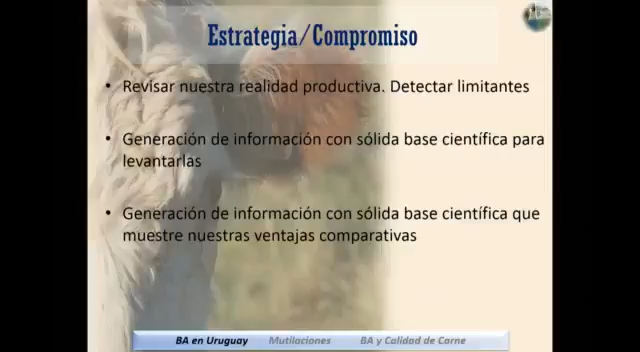 Estrategia/Compromiso
• Revisar nuestra realidad productiva. Detectar limitantes
• Generación de información con sólida base científica para
levantarlas
• Generación de información con sólida base científica que
muestre nuestras ventajas comparativas
BA en Uruguay Mutilaciones BA y Calidad de Carne